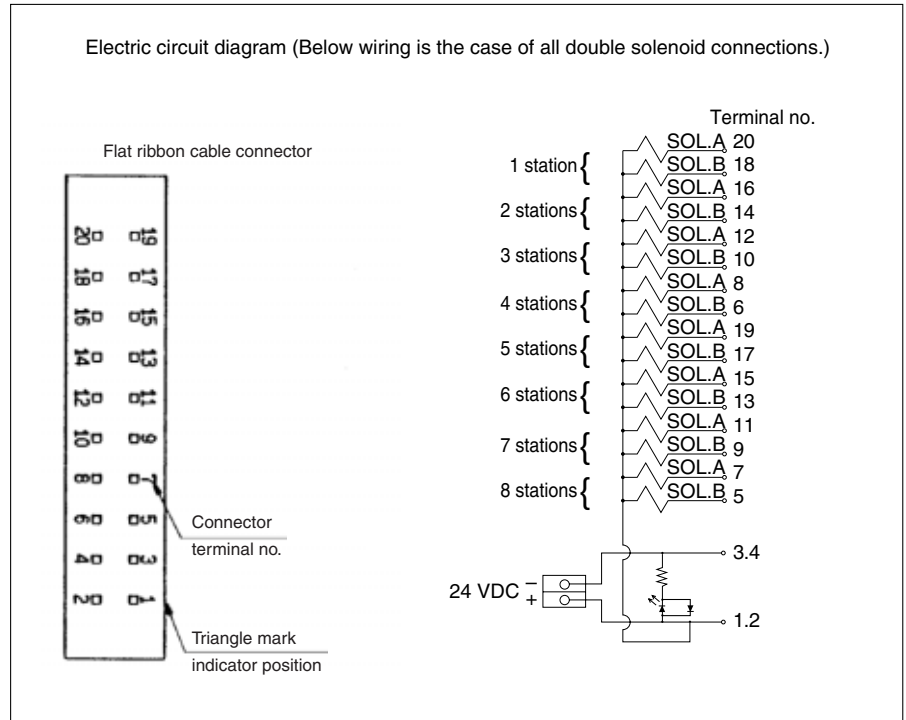 Electric circuit diagram (Below wiring is the case of all double solenoid connections.)
Flat ribbon cable connector
20 19
18 17
16 15
14 13
12 11
10 9
8 7
6 5
4 3
2 1
Connector
terminal no.
Triangle mark
indicator position
Terminal no.
1 station{
SOL.A 20
SOL.B 18
2 stations{
SOL.A 16
SOL.B 14
3 stations{
SOL.A 12
SOL.B 10
4 stations{
SOL.A 8
SOL.B 6
5 stations{
SOL.A 19
SOL.B 17
6 stations{
SOL.A 15
SOL.B 13
7 stations{
SOL.A 11
SOL.B 9
8 stations{
SOL.A 7
SOL.B 5
3.4
24 VDC − +
1.2